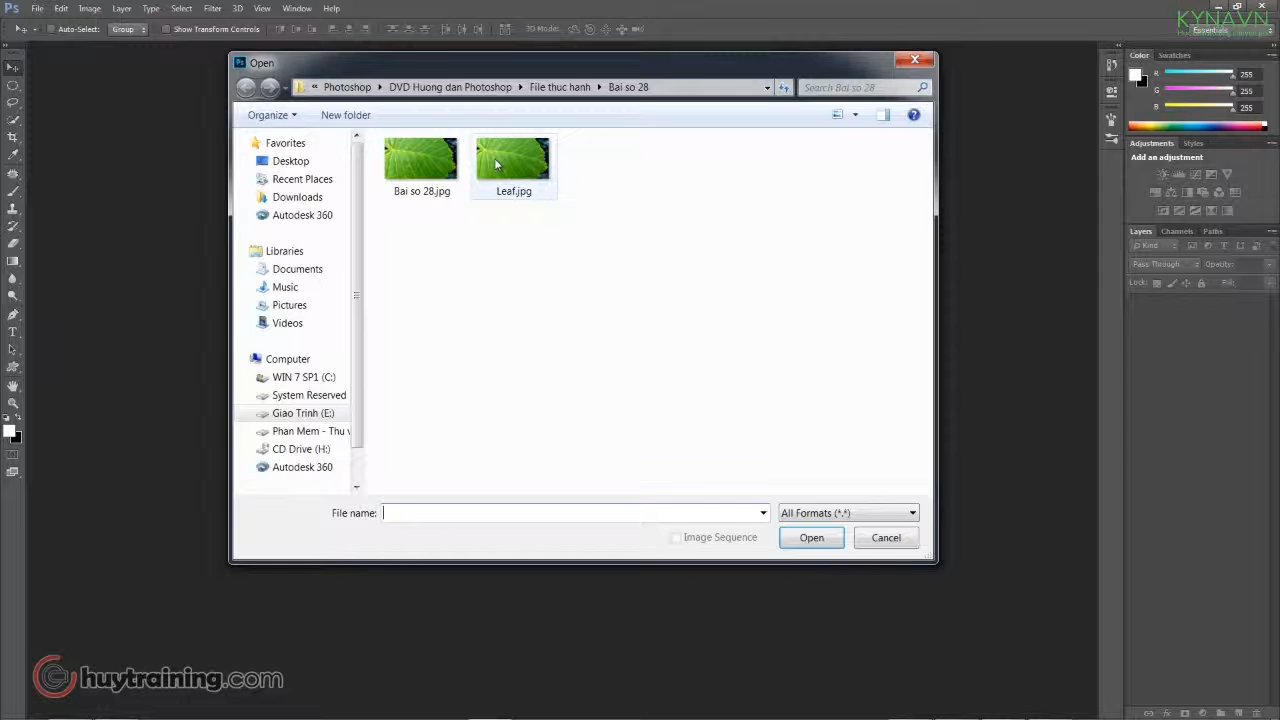 Ps File Edit Image Layer Type Select Filter 3D View Window Help
KYNAVN
Auto-Select: Group Show Transform Controls 3D Mode:
Essentials
Open
« Photoshop DVD Huong dan Photoshop File thuc hanh Bai so 28 Search Bai so 28
Organize New folder
Favorites
Desktop
Recent Places
Downloads
Autodesk 360
Libraries
Documents
Music
Pictures
Videos
Computer
WIN 7 SP1 (C:)
System Reserved
Giao Trinh (E:)
Phan Mem - Thu v
CD Drive (H:)
Autodesk 360
Bai so 28.jpg Leaf.jpg
File name: All Formats (*.*)
Image Sequence Open Cancel
Color Swatches
R 255
G 255
B 255
Adjustments Styles
Add an adjustment
Layers Channels Paths
Kind
Pass Through Opacity:
Lock: Fill:
huytraining.com